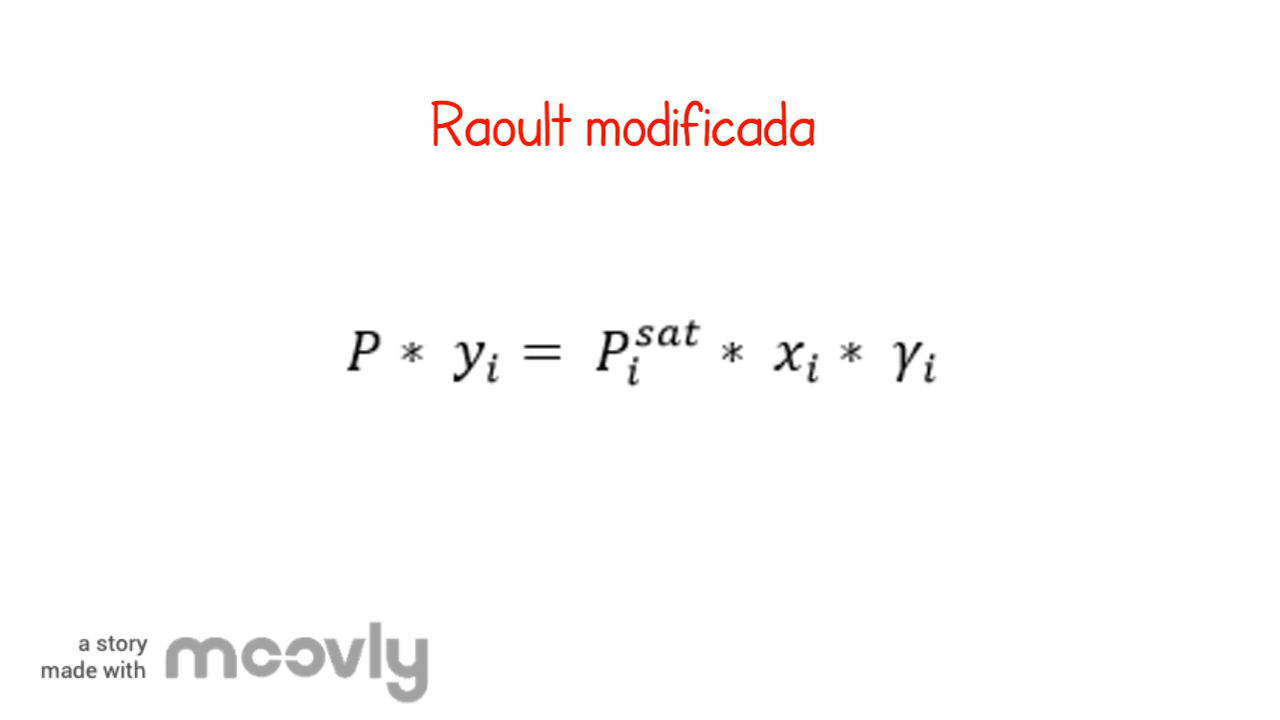 Raoult modificada
P * y_i = P_i^{sat} * x_i * γ_i
a story
made with
moovly